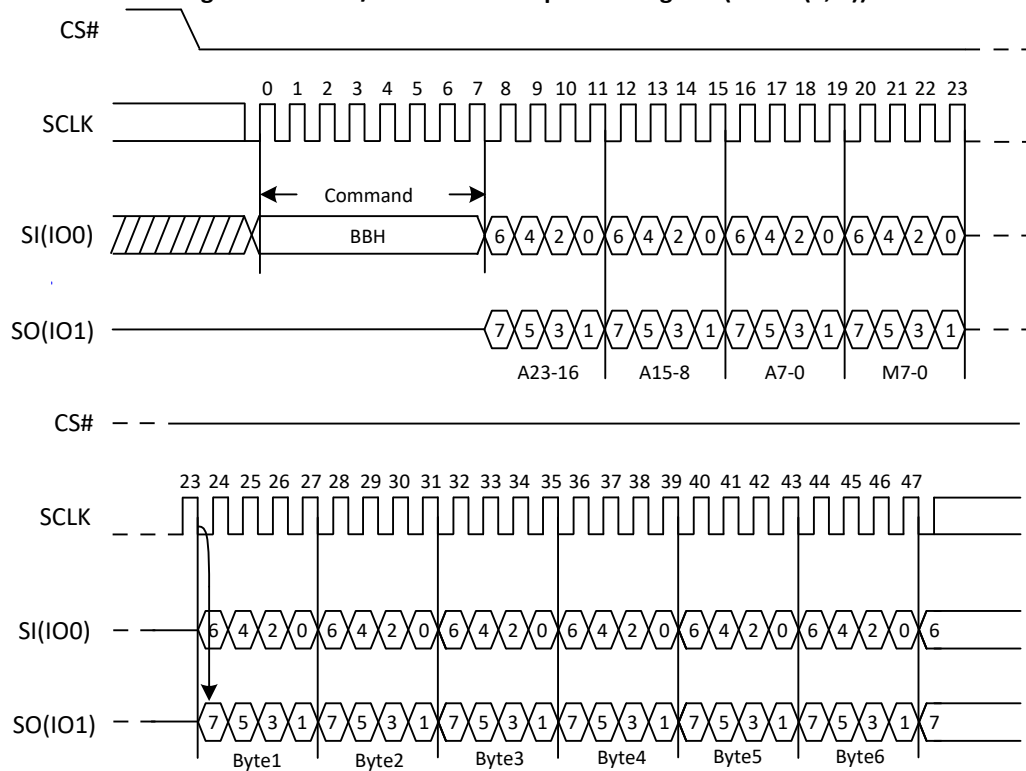 CS#
0 1 2 3 4 5 6 7 8 9 10 11 12 13 14 15 16 17 18 19 20 21 22 23
SCLK
Command
SI(IO0) BBH 6 4 2 0 6 4 2 0 6 4 2 0 6 4 2 0
SO(IO1) 7 5 3 1 7 5 3 1 7 5 3 1 7 5 3 1
A23-16 A15-8 A7-0 M7-0
CS#
23 24 25 26 27 28 29 30 31 32 33 34 35 36 37 38 39 40 41 42 43 44 45 46 47
SCLK
SI(IO0) 6 4 2 0 6 4 2 0 6 4 2 0 6 4 2 0 6 4 2 0 6 4 2 0 6
SO(IO1) 7 5 3 1 7 5 3 1 7 5 3 1 7 5 3 1 7 5 3 1 7 5 3 1 7
Byte1 Byte2 Byte3 Byte4 Byte5 Byte6